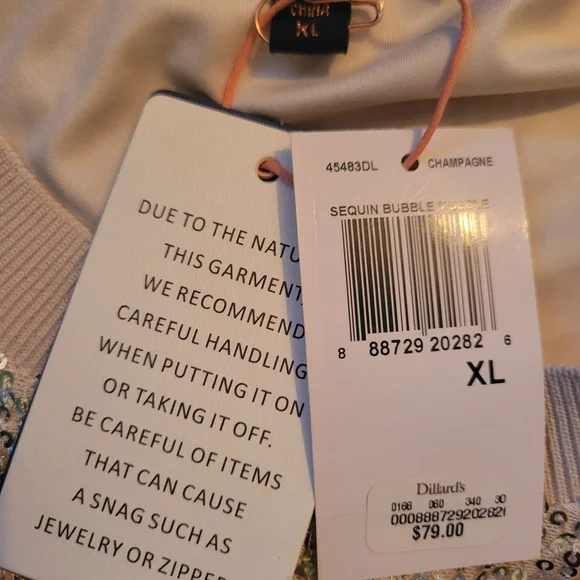 CHINA
XL
DUE TO THE NATU
THIS GARMENT,
WE RECOMMEND
CAREFUL HANDLING
WHEN PUTTING IT ON
OR TAKING IT OFF.
BE CAREFUL OF ITEMS
THAT CAN CAUSE
A SNAG SUCH AS
JEWELRY OR ZIPPER
45483DL
CHAMPAGNE
SEQUIN BUBBLE
8 88729 20282 6
XL
Dillard's
0166 060 340 30
$79.00